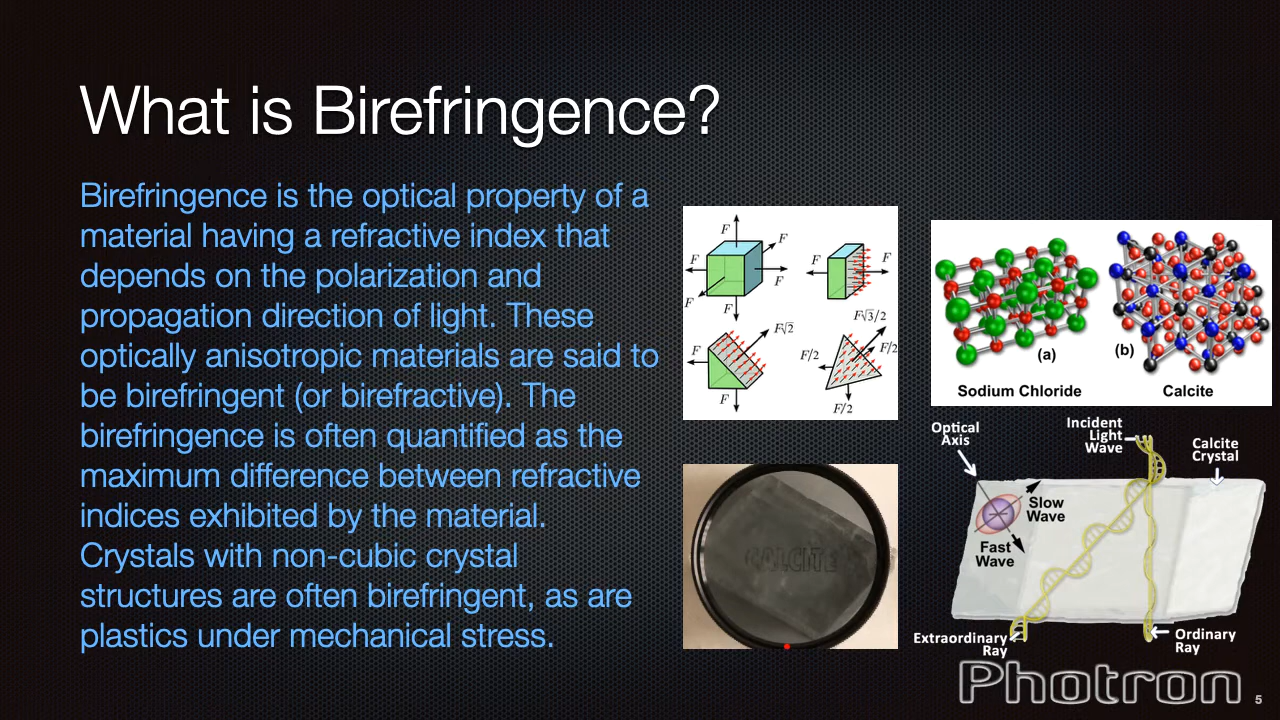 What is Birefringence?
Birefringence is the optical property of a
material having a refractive index that
depends on the polarization and
propagation direction of light. These
optically anisotropic materials are said to
be birefringent (or birefractive). The
birefringence is often quantified as the
maximum difference between refractive
indices exhibited by the material.
Crystals with non-cubic crystal
structures are often birefringent, as are
plastics under mechanical stress.
F
F
F
F
F
F
F
F
F√2
F
F
F√3/2
F/2
F/2
F/2
CALCITE
(a)
(b)
Sodium Chloride
Calcite
Optical
Axis
Incident
Light
Wave
Calcite
Crystal
Slow
Wave
Fast
Wave
Extraordinary
Ray
Ordinary
Ray
Photron
5